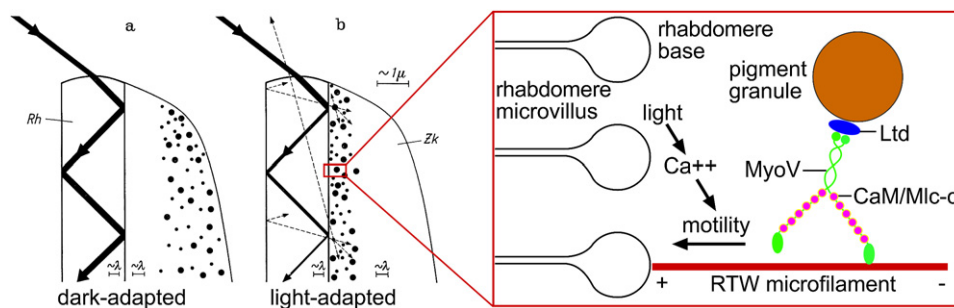 a
Rh
~λ
~λ
dark-adapted
b
~1μ
Zk
~λ
~λ
light-adapted
rhabdomere
base
rhabdomere
microvillus
light
Ca++
motility
pigment
granule
Ltd
MyoV
CaM/Mlc-c
+
RTW microfilament
-